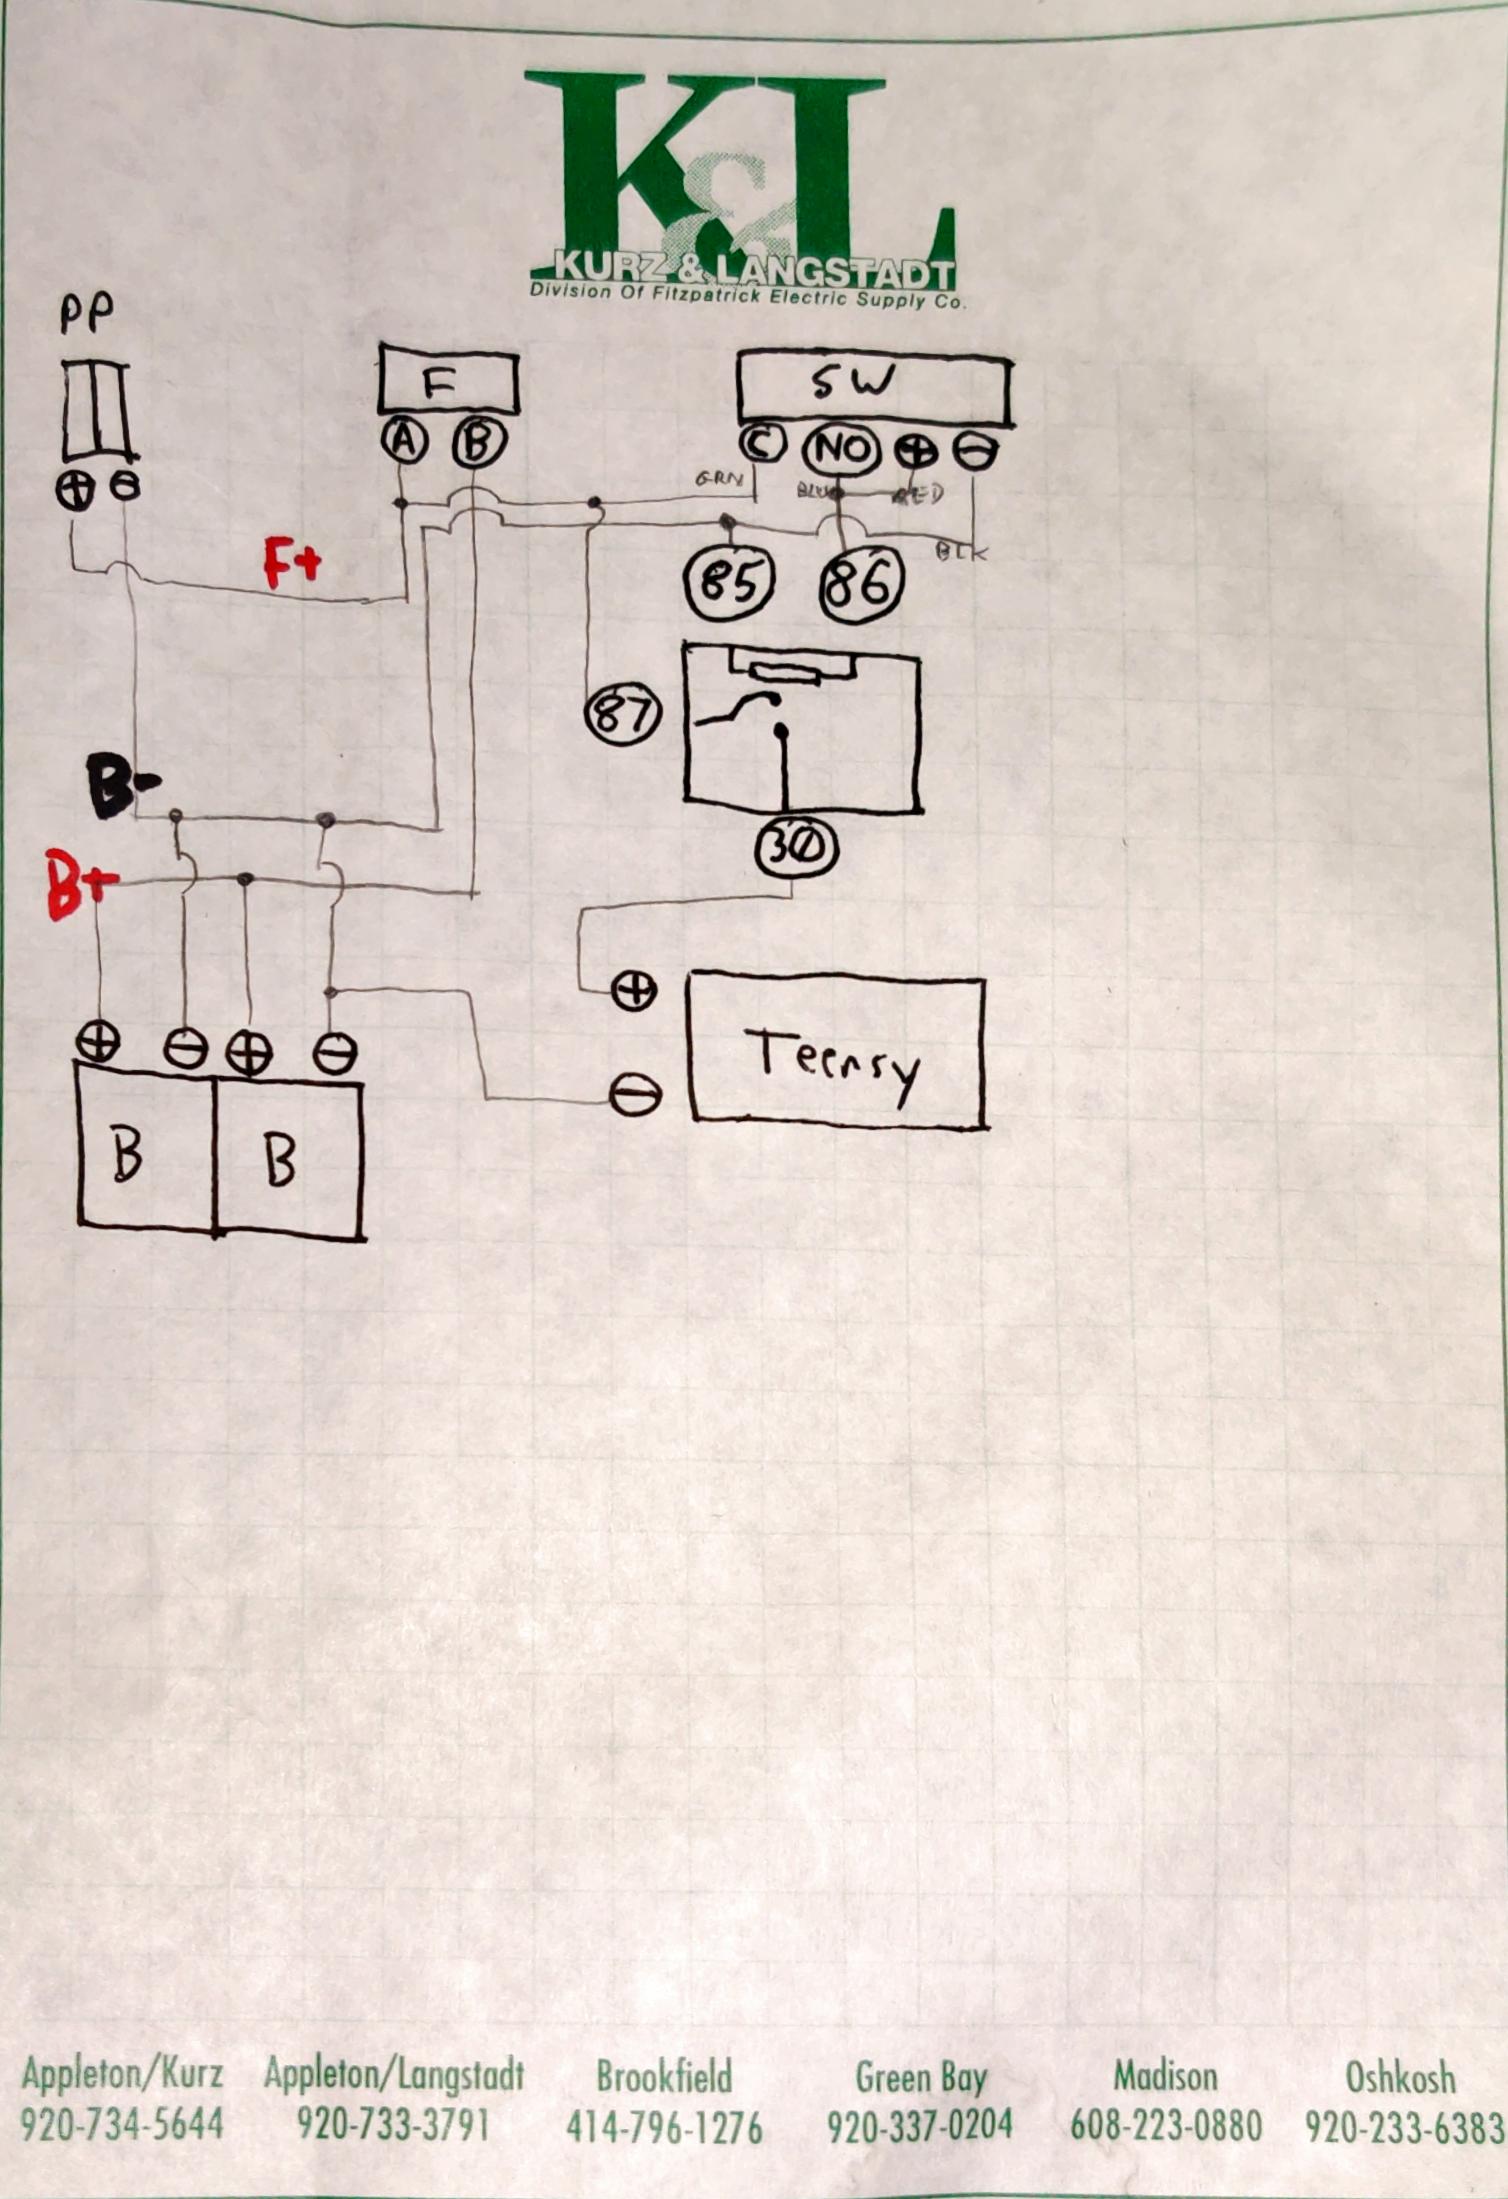 K&L
KURZ & LANGSTADT
Division Of Fitzpatrick Electric Supply Co.
PP
F
SW
A B
C NO + -
+ -
GRN BLU RED
F+
BLK
85 86
87
B-
30
B+
+
+ - + -
Teensy
-
B B
Appleton/Kurz Appleton/Langstadt Brookfield Green Bay Madison Oshkosh
920-734-5644 920-733-3791 414-796-1276 920-337-0204 608-223-0880 920-233-6383